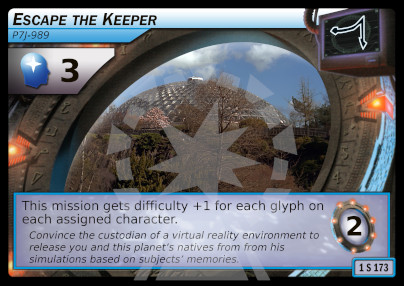 ESCAPE THE KEEPER
P7J-989
3
This mission gets difficulty +1 for each glyph on
each assigned character.
Convince the custodian of a virtual reality environment to
release you and this planet's natives from from his
simulations based on subjects' memories.
2
1 S 173